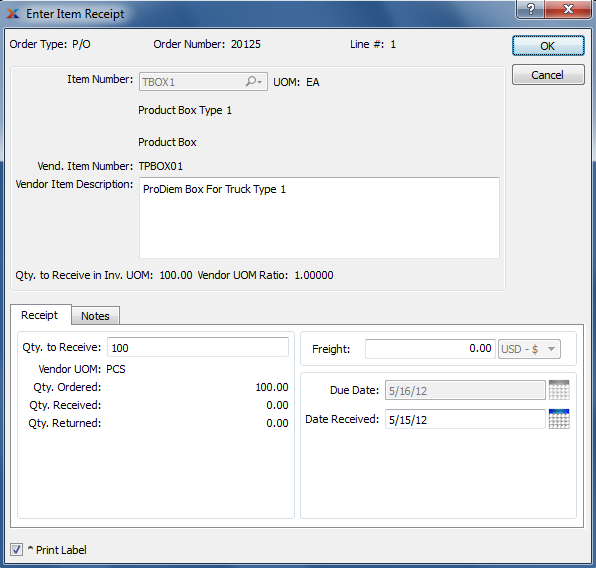 Enter Item Receipt
Order Type: P/O Order Number: 20125 Line #: 1
OK
Cancel
Item Number: TBOX1 UOM: EA
Product Box Type 1
Product Box
Vend. Item Number: TPBOX01
Vendor Item Description: ProDiem Box For Truck Type 1
Qty. to Receive in Inv. UOM: 100.00 Vendor UOM Ratio: 1.00000
Receipt Notes
Qty. to Receive: 100
Vendor UOM: PCS
Qty. Ordered: 100.00
Qty. Received: 0.00
Qty. Returned: 0.00
Freight: 0.00 USD - $
Due Date: 5/16/12
Date Received: 5/15/12
^ Print Label